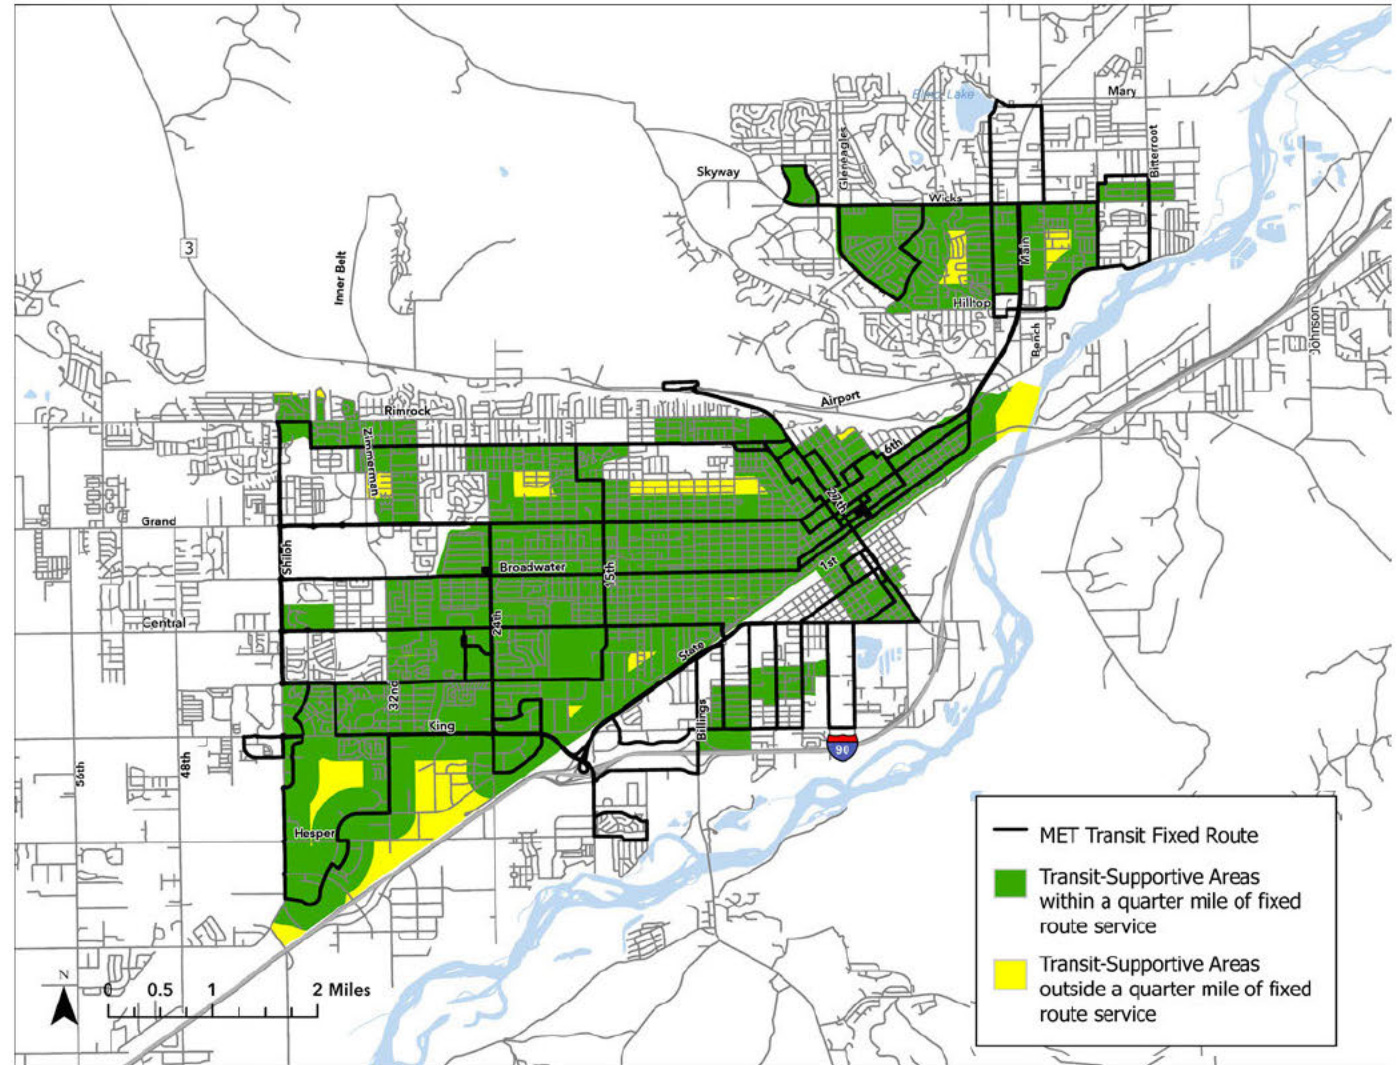 Mary
Elmo Lake
Bitterroot
Gleneagles
Skyway
Wicks
3
Main
Inner Belt
Hilltop
Bench
Johnson
Airport
Rimrock
Zimmerman
6th
27th
Grand
Shiloh
Broadwater
15th
1st
24th
Central
State
32nd
King
Billings
90
56th
48th
Hesper
MET Transit Fixed Route
Transit-Supportive Areas
within a quarter mile of fixed
route service
Transit-Supportive Areas
outside a quarter mile of fixed
route service
N
0 0.5 1 2 Miles